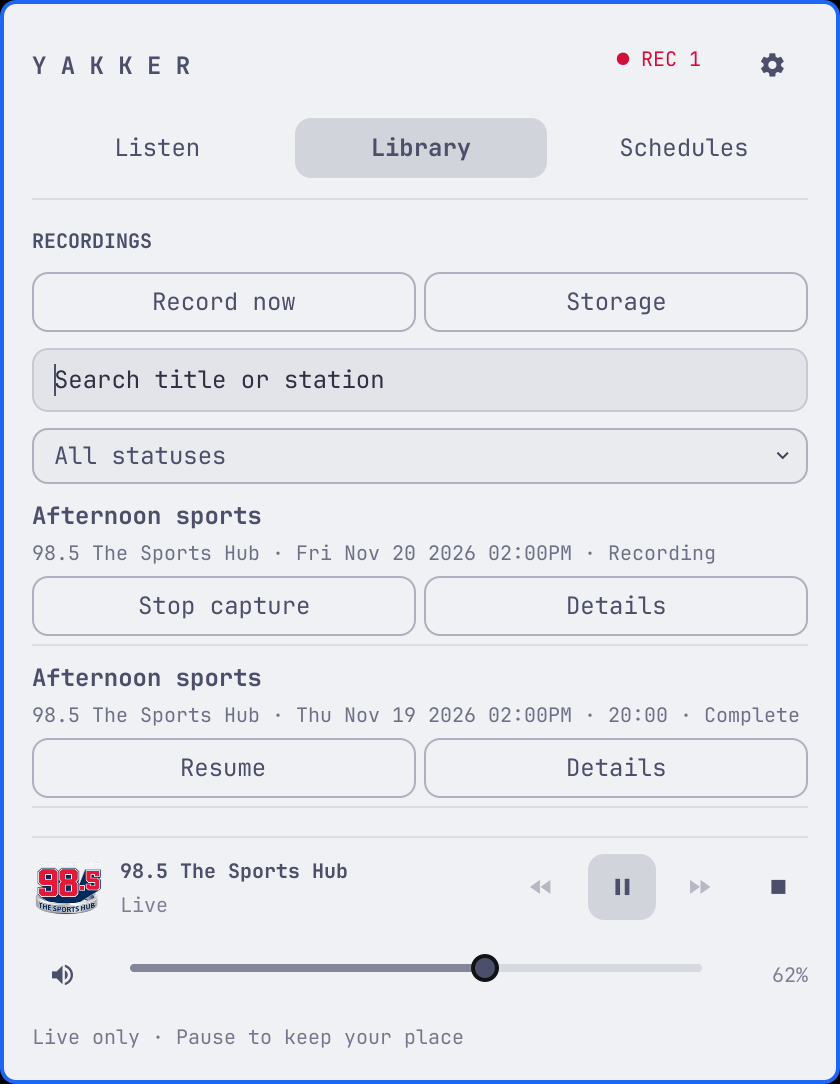 YAKKER
REC 1
Listen
Library
Schedules
RECORDINGS
Record now
Storage
Search title or station
All statuses
Afternoon sports
98.5 The Sports Hub · Fri Nov 20 2026 02:00PM · Recording
Stop capture
Details
Afternoon sports
98.5 The Sports Hub · Thu Nov 19 2026 02:00PM · 20:00 · Complete
Resume
Details
98.5
THE SPORTS HUB
98.5 The Sports Hub
Live
62%
Live only · Pause to keep your place